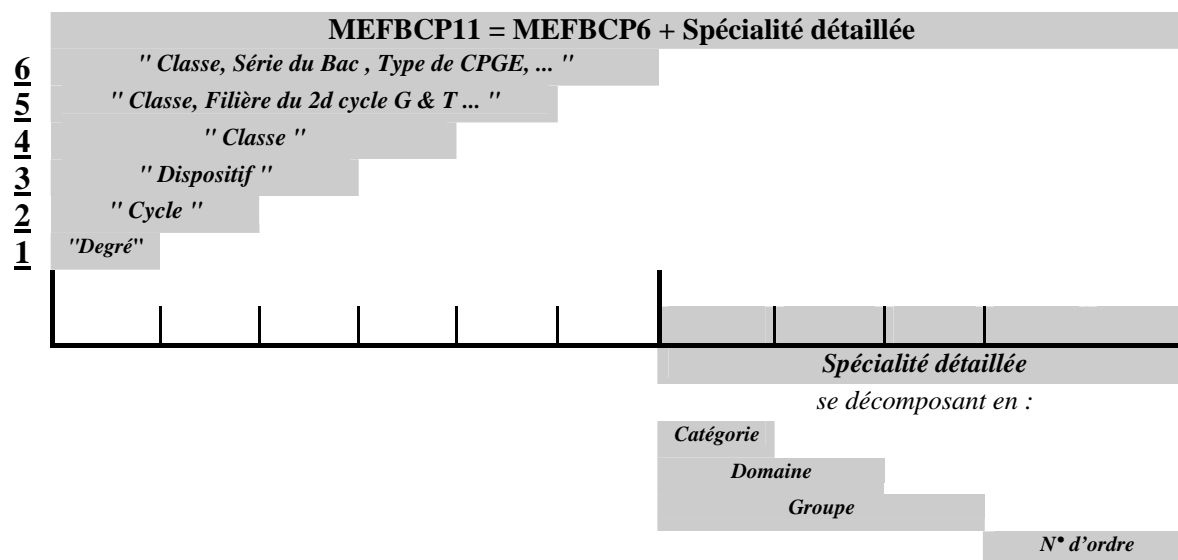 MEFBCP11 = MEFBCP6 + Spécialité détaillée
6 " Classe, Série du Bac , Type de CPGE, ... "
5 " Classe, Filière du 2d cycle G & T ... "
4 " Classe "
3 " Dispositif "
2 " Cycle "
1 "Degré"
Spécialité détaillée
se décomposant en :
Catégorie
Domaine
Groupe
N° d'ordre